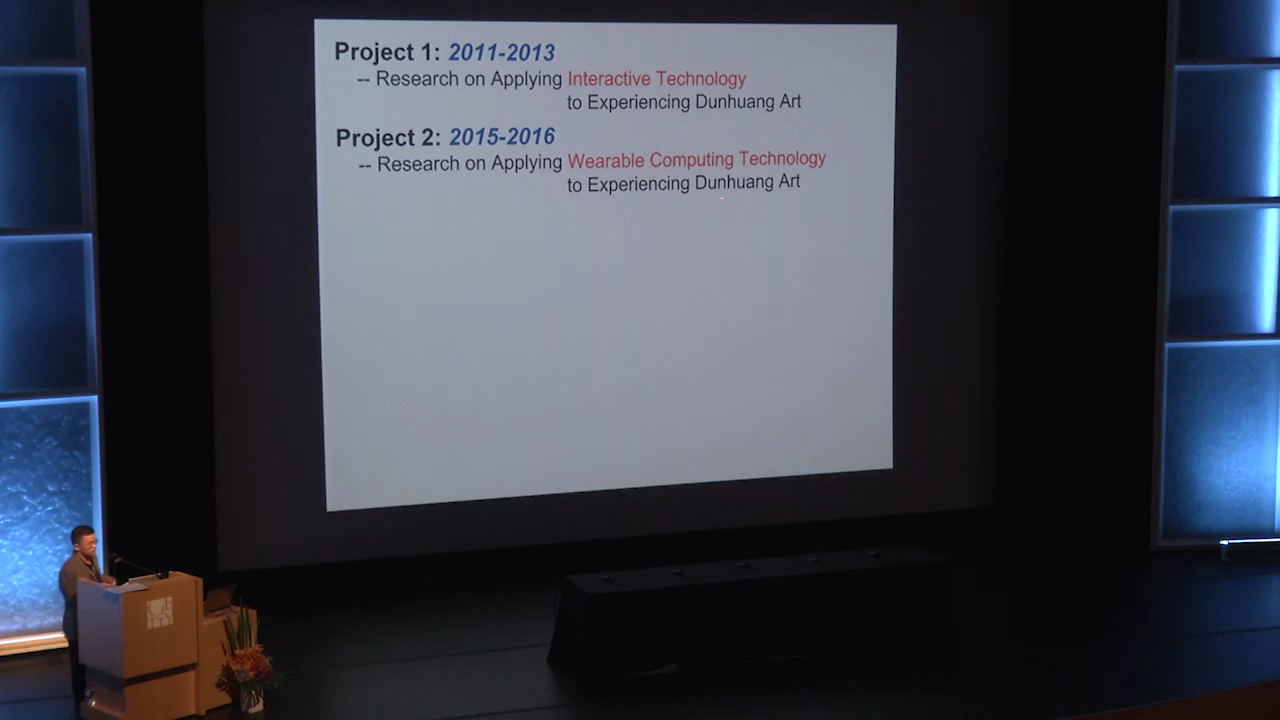 Project 1: 2011-2013
-- Research on Applying Interactive Technology
to Experiencing Dunhuang Art
Project 2: 2015-2016
-- Research on Applying Wearable Computing Technology
to Experiencing Dunhuang Art